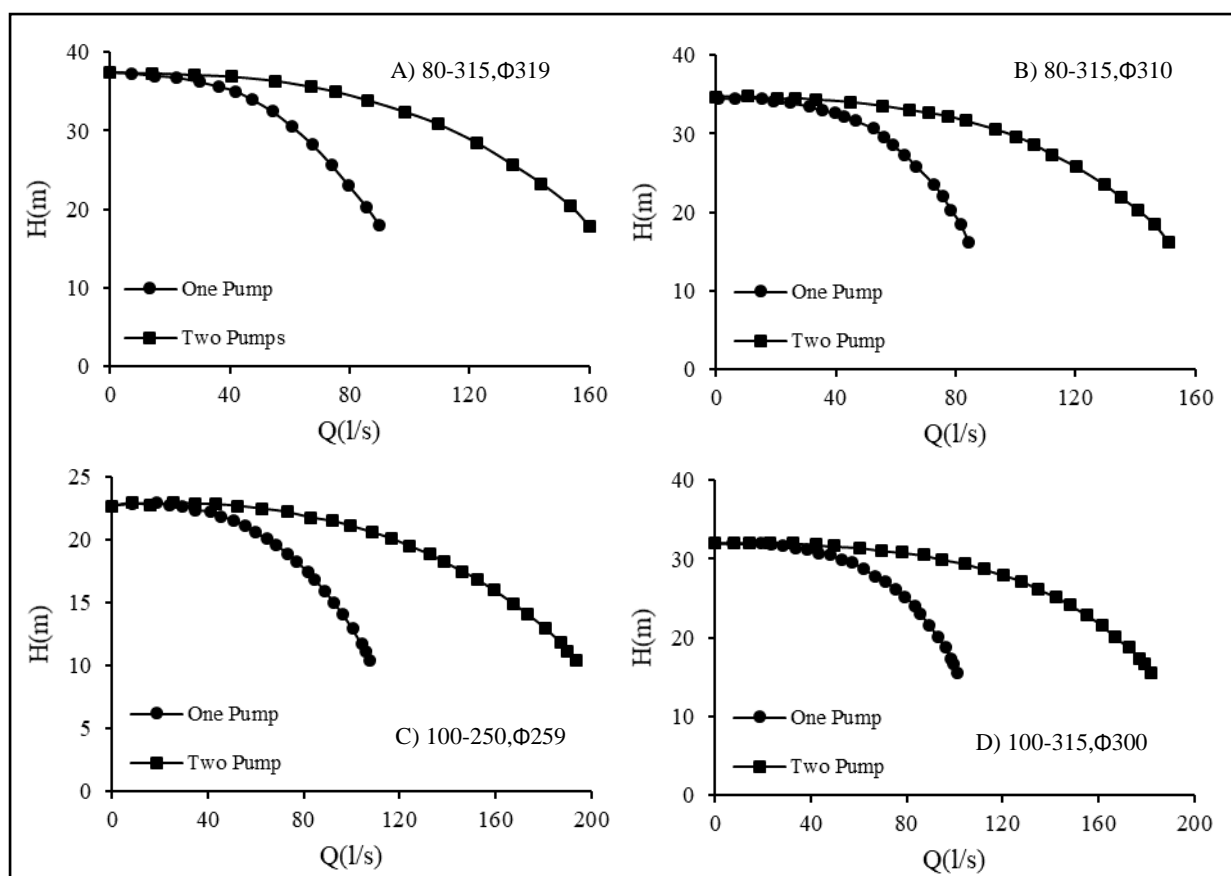 A) 80-315,Φ319
40
30
20
10
0
H(m)
One Pump
Two Pumps
0 40 80 120 160
Q(l/s)
B) 80-315,Φ310
40
30
20
10
0
H(m)
One Pump
Two Pump
0 40 80 120 160
Q(l/s)
C) 100-250,Φ259
25
20
15
10
5
0
H(m)
One Pump
Two Pump
0 40 80 120 160 200
Q(l/s)
D) 100-315,Φ300
40
30
20
10
0
H(m)
One Pump
Two Pump
0 40 80 120 160 200
Q(l/s)